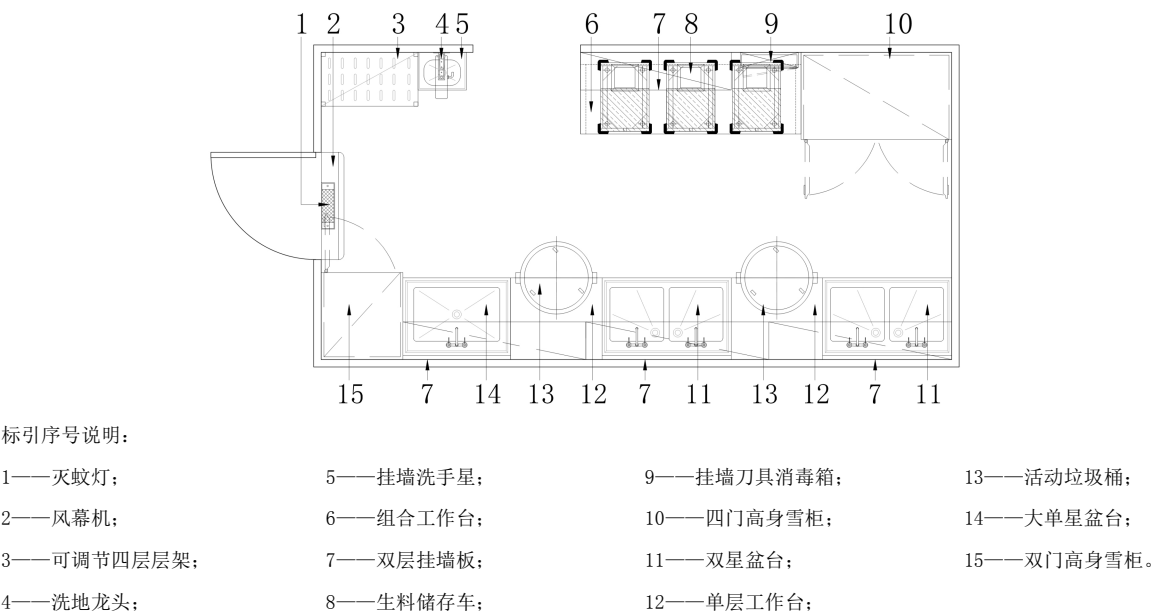 1 2 3 4 5 6 7 8 9 10
15 7 14 13 12 7 11 13 12 7 11
标引序号说明：
1——灭蚊灯； 5——挂墙洗手星； 9——挂墙刀具消毒箱； 13——活动垃圾桶；
2——风幕机； 6——组合工作台； 10——四门高身雪柜； 14——大单星盆台；
3——可调节四层层架； 7——双层挂墙板； 11——双星盆台； 15——双门高身雪柜。
4——洗地龙头； 8——生料储存车； 12——单层工作台；